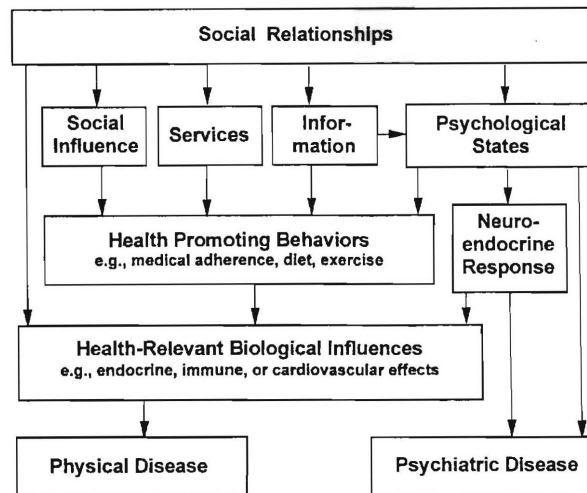 Social Relationships
Social
Influence
Services
Infor-
mation
Psychological
States
Health Promoting Behaviors
e.g., medical adherence, diet, exercise
Neuro-
endocrine
Response
Health-Relevant Biological Influences
e.g., endocrine, immune, or cardiovascular effects
Physical Disease
Psychiatric Disease